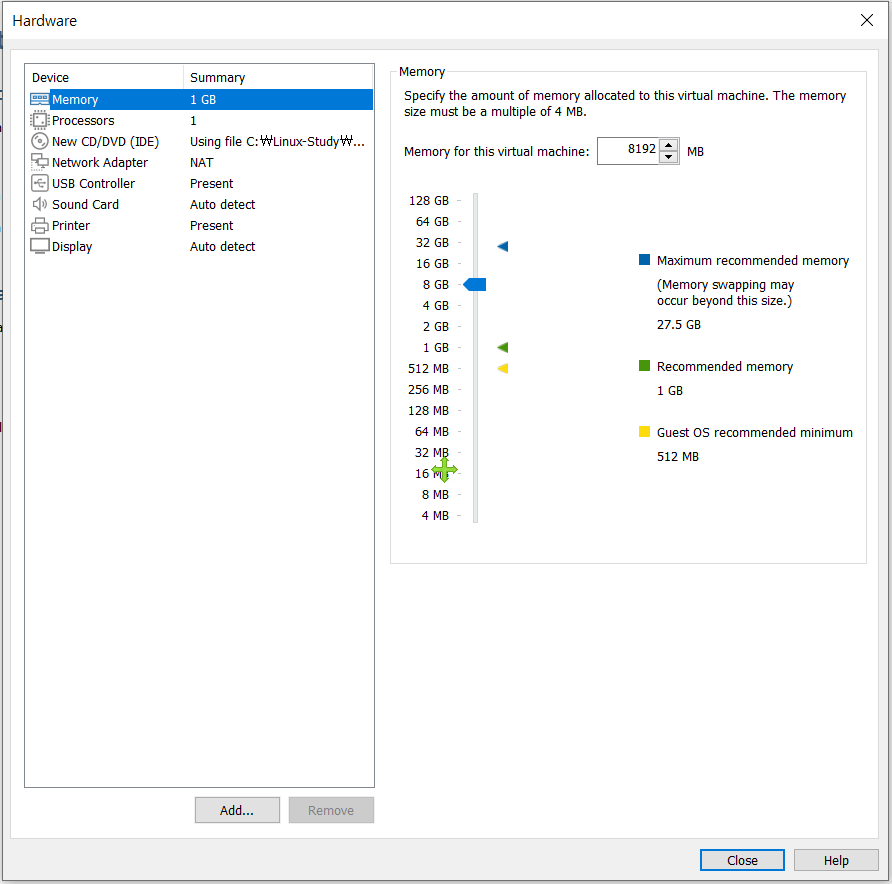 Hardware
Device Summary
Memory 1 GB
Processors 1
New CD/DVD (IDE) Using file C:₩Linux-Study₩...
Network Adapter NAT
USB Controller Present
Sound Card Auto detect
Printer Present
Display Auto detect
Add...
Remove
Memory
Specify the amount of memory allocated to this virtual machine. The memory
size must be a multiple of 4 MB.
Memory for this virtual machine: 8192 MB
128 GB
64 GB
32 GB
16 GB
8 GB
4 GB
2 GB
1 GB
512 MB
256 MB
128 MB
64 MB
32 MB
16 MB
8 MB
4 MB
Maximum recommended memory
(Memory swapping may
occur beyond this size.)
27.5 GB
Recommended memory
1 GB
Guest OS recommended minimum
512 MB
Close
Help